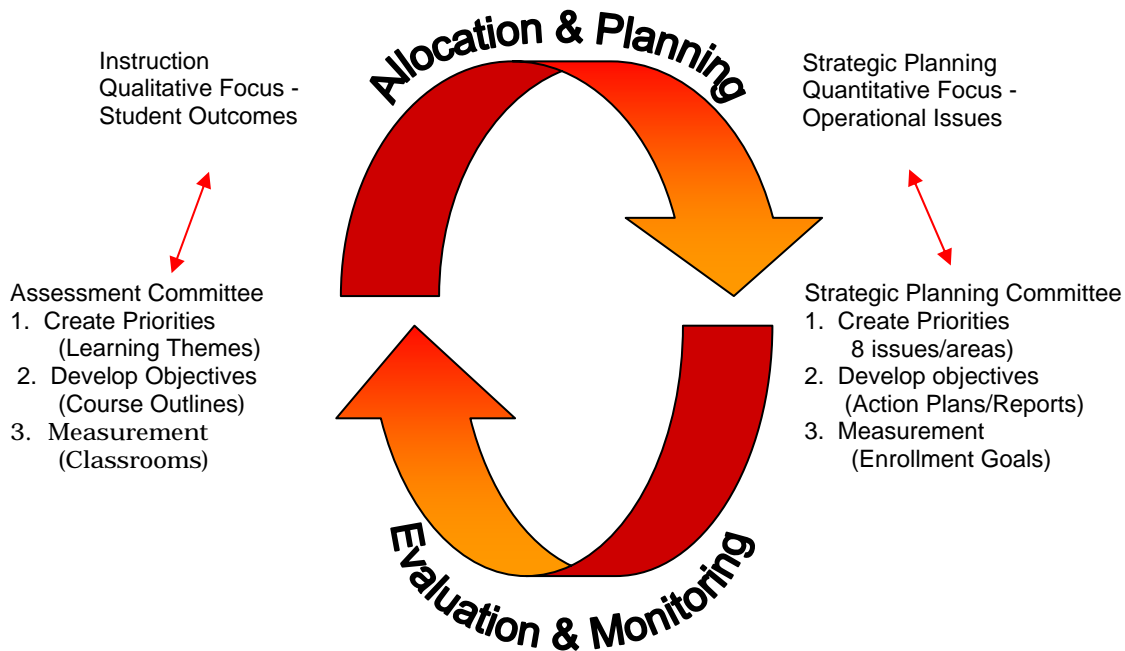 Allocation & Planning
Instruction
Qualitative Focus -
Student Outcomes
Strategic Planning
Quantitative Focus -
Operational Issues
Assessment Committee
1. Create Priorities
(Learning Themes)
2. Develop Objectives
(Course Outlines)
3. Measurement
(Classrooms)
Strategic Planning Committee
1. Create Priorities
8 issues/areas)
2. Develop objectives
(Action Plans/Reports)
3. Measurement
(Enrollment Goals)
Evaluation & Monitoring